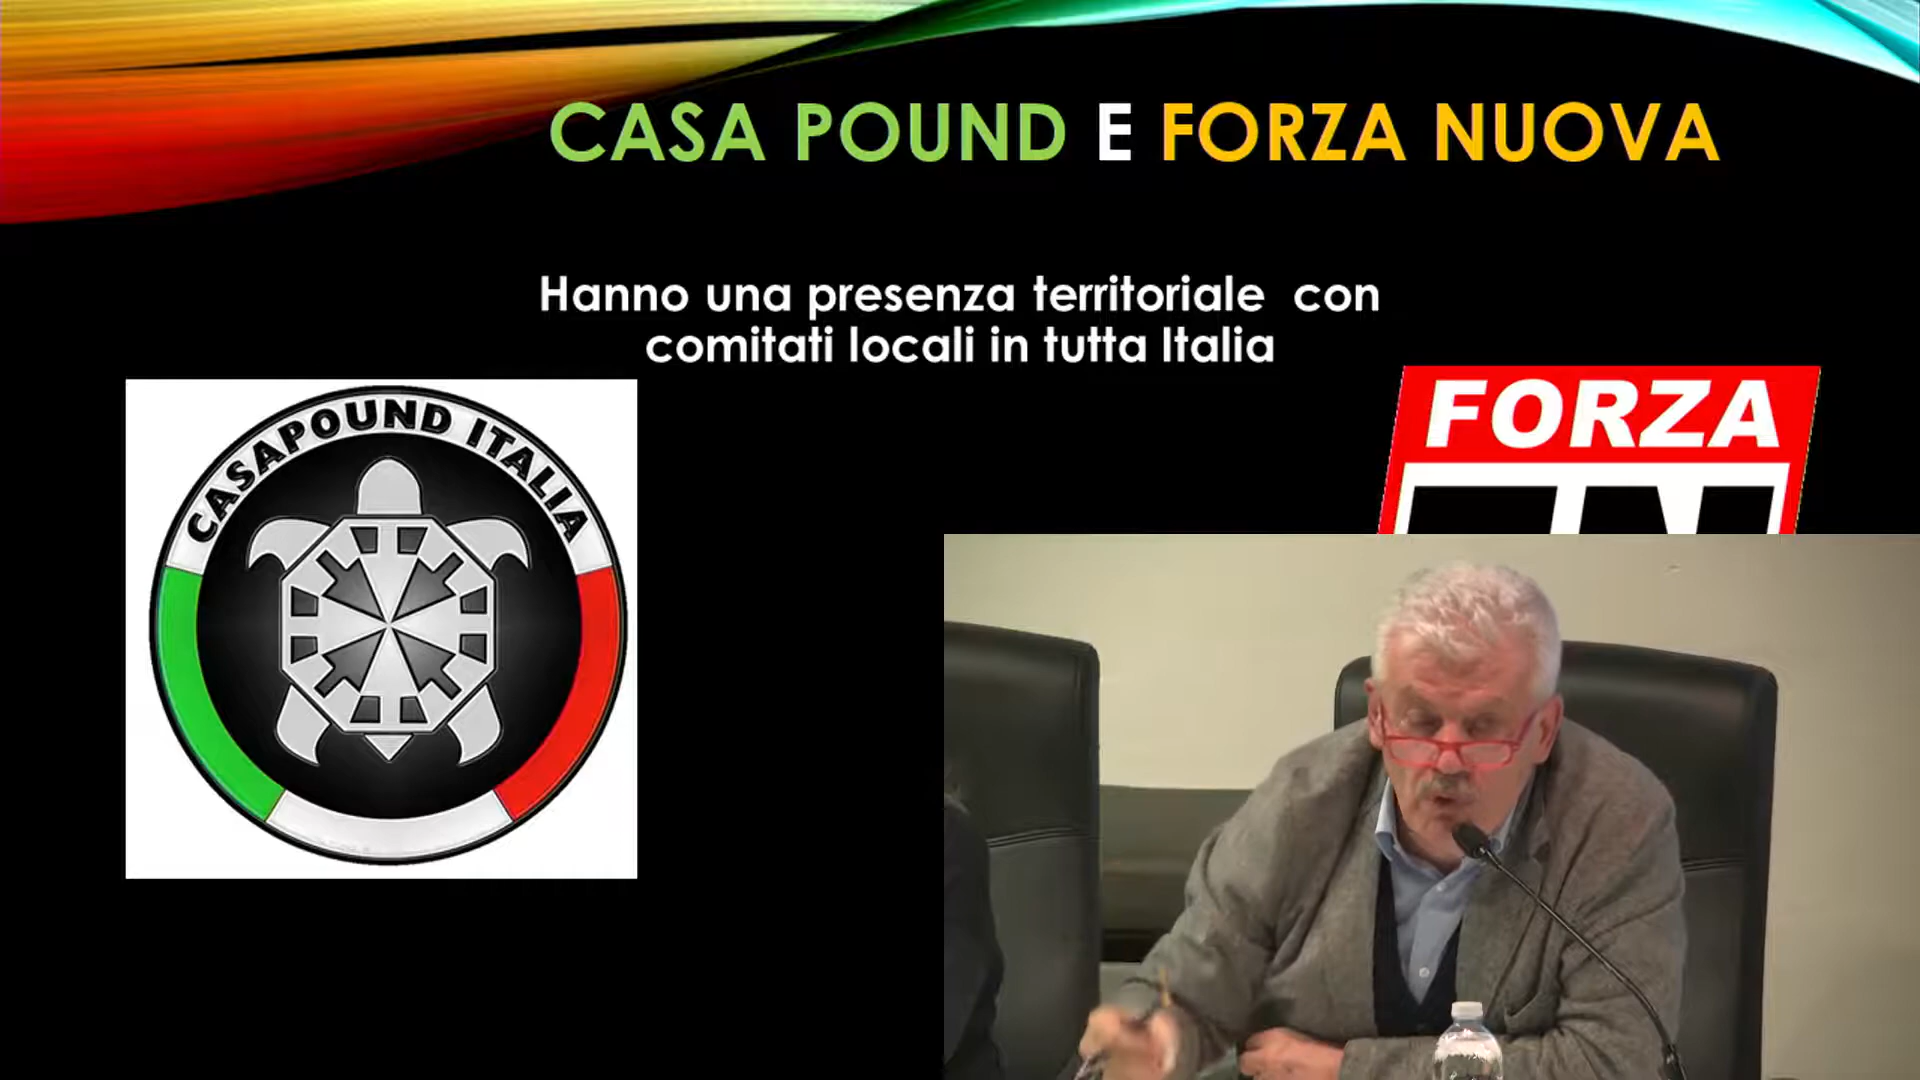 CASA POUND E FORZA NUOVA
Hanno una presenza territoriale con
comitati locali in tutta Italia
CASAPOUND ITALIA
FORZA